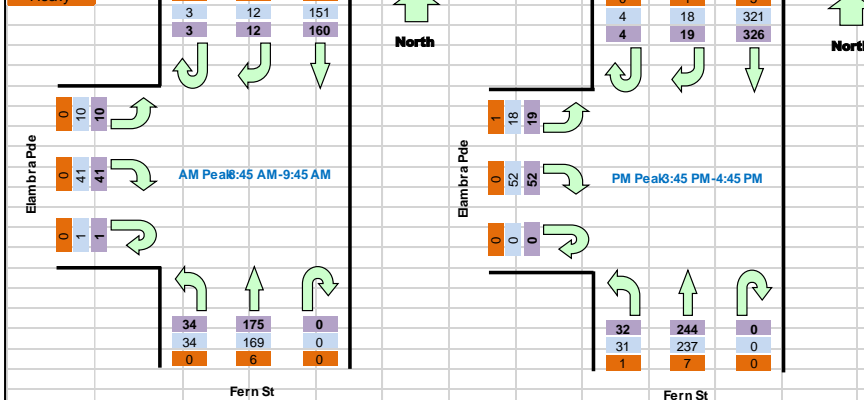 3 12 151
3 12 160
North
0 10 10
Elambra Pde
0 41 41
AM Peak8:45 AM-9:45 AM
0 1 1
34 175 0
34 169 0
0 6 0
Fern St
4 18 321
4 19 326
North
1 18 19
Elambra Pde
0 52 52
PM Peak3:45 PM-4:45 PM
0 0 0
32 244 0
31 237 0
1 7 0
Fern St